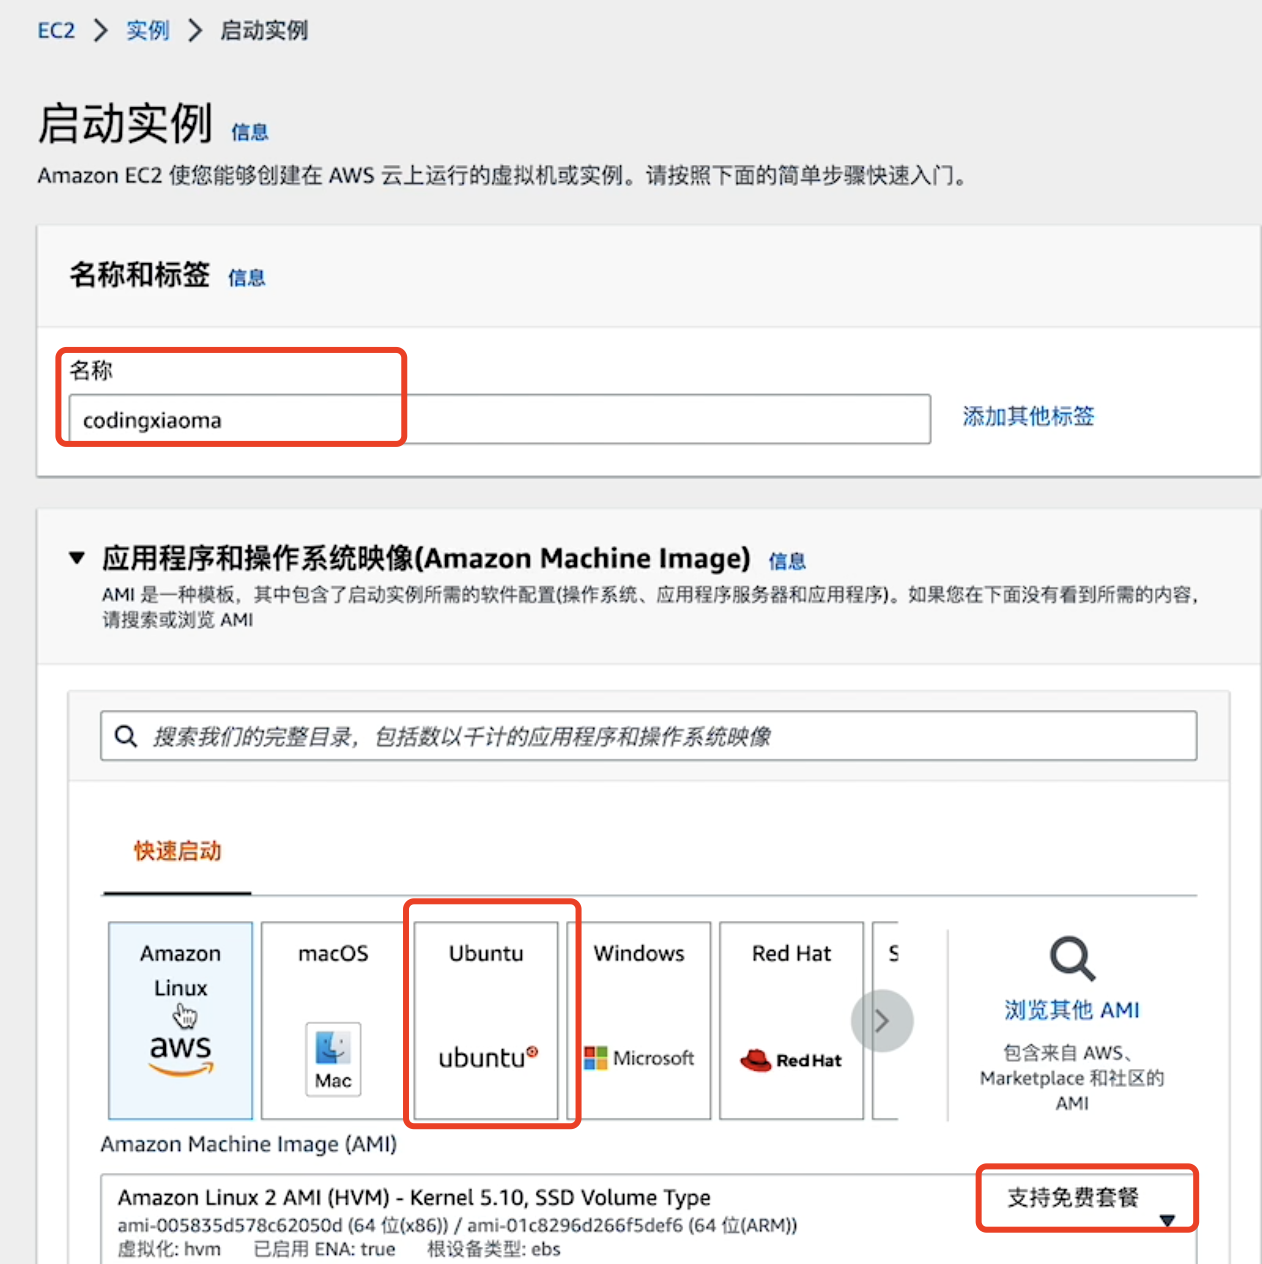 EC2 > 实例 > 启动实例
启动实例 信息
Amazon EC2 使您能够创建在 AWS 云上运行的虚拟机或实例。请按照下面的简单步骤快速入门。
名称和标签 信息
名称
codingxiaoma
添加其他标签
应用程序和操作系统映像(Amazon Machine Image) 信息
AMI 是一种模板，其中包含了启动实例所需的软件配置(操作系统、应用程序服务器和应用程序)。如果您在下面没有看到所需的内容，
请搜索或浏览 AMI
搜索我们的完整目录，包括数以千计的应用程序和操作系统映像
快速启动
Amazon
Linux
aws
macOS
Mac
Ubuntu
ubuntu
Windows
Microsoft
Red Hat
RedHat
S
浏览其他 AMI
包含来自 AWS、
Marketplace 和社区的
AMI
Amazon Machine Image (AMI)
Amazon Linux 2 AMI (HVM) - Kernel 5.10, SSD Volume Type
支持免费套餐
ami-005835d578c62050d (64 位(x86)) / ami-01c8296d266f5def6 (64 位(ARM))
虚拟化: hvm 已启用 ENA: true 根设备类型: ebs